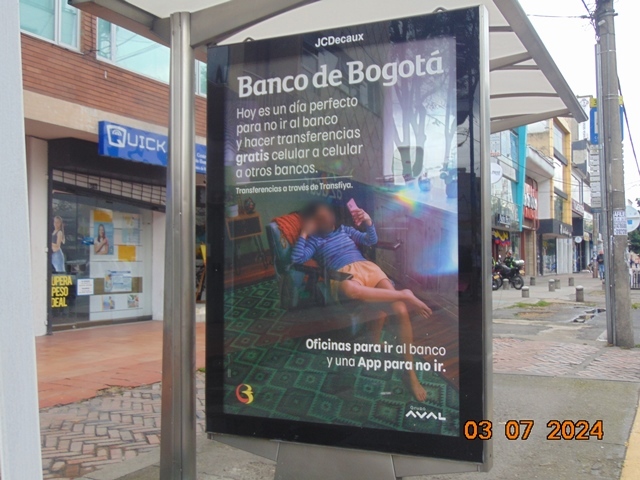 JCDecaux
Banco de Bogotá
Hoy es un día perfecto
para no ir al banco
y hacer transferencias
gratis celular a celular
a otros bancos.
Transferencias a través de Transfiya.
Oficinas para ir al banco
y una App para no ir.
AVAL
QUICK
PESO
03 07 2024